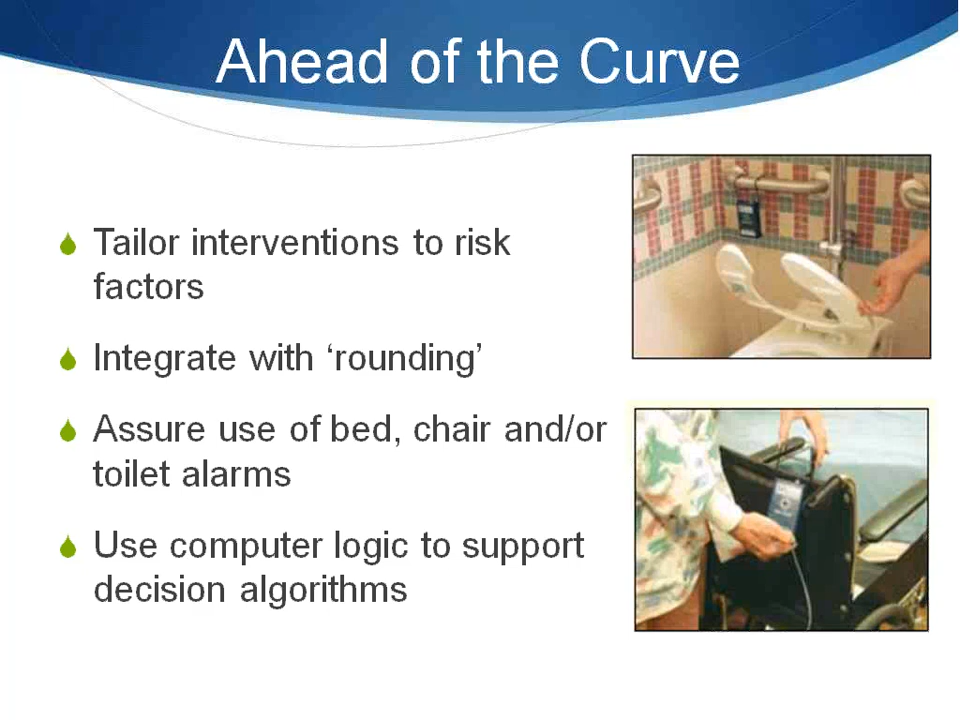 Ahead of the Curve
Tailor interventions to risk
factors
Integrate with ‘rounding’
Assure use of bed, chair and/or
toilet alarms
Use computer logic to support
decision algorithms